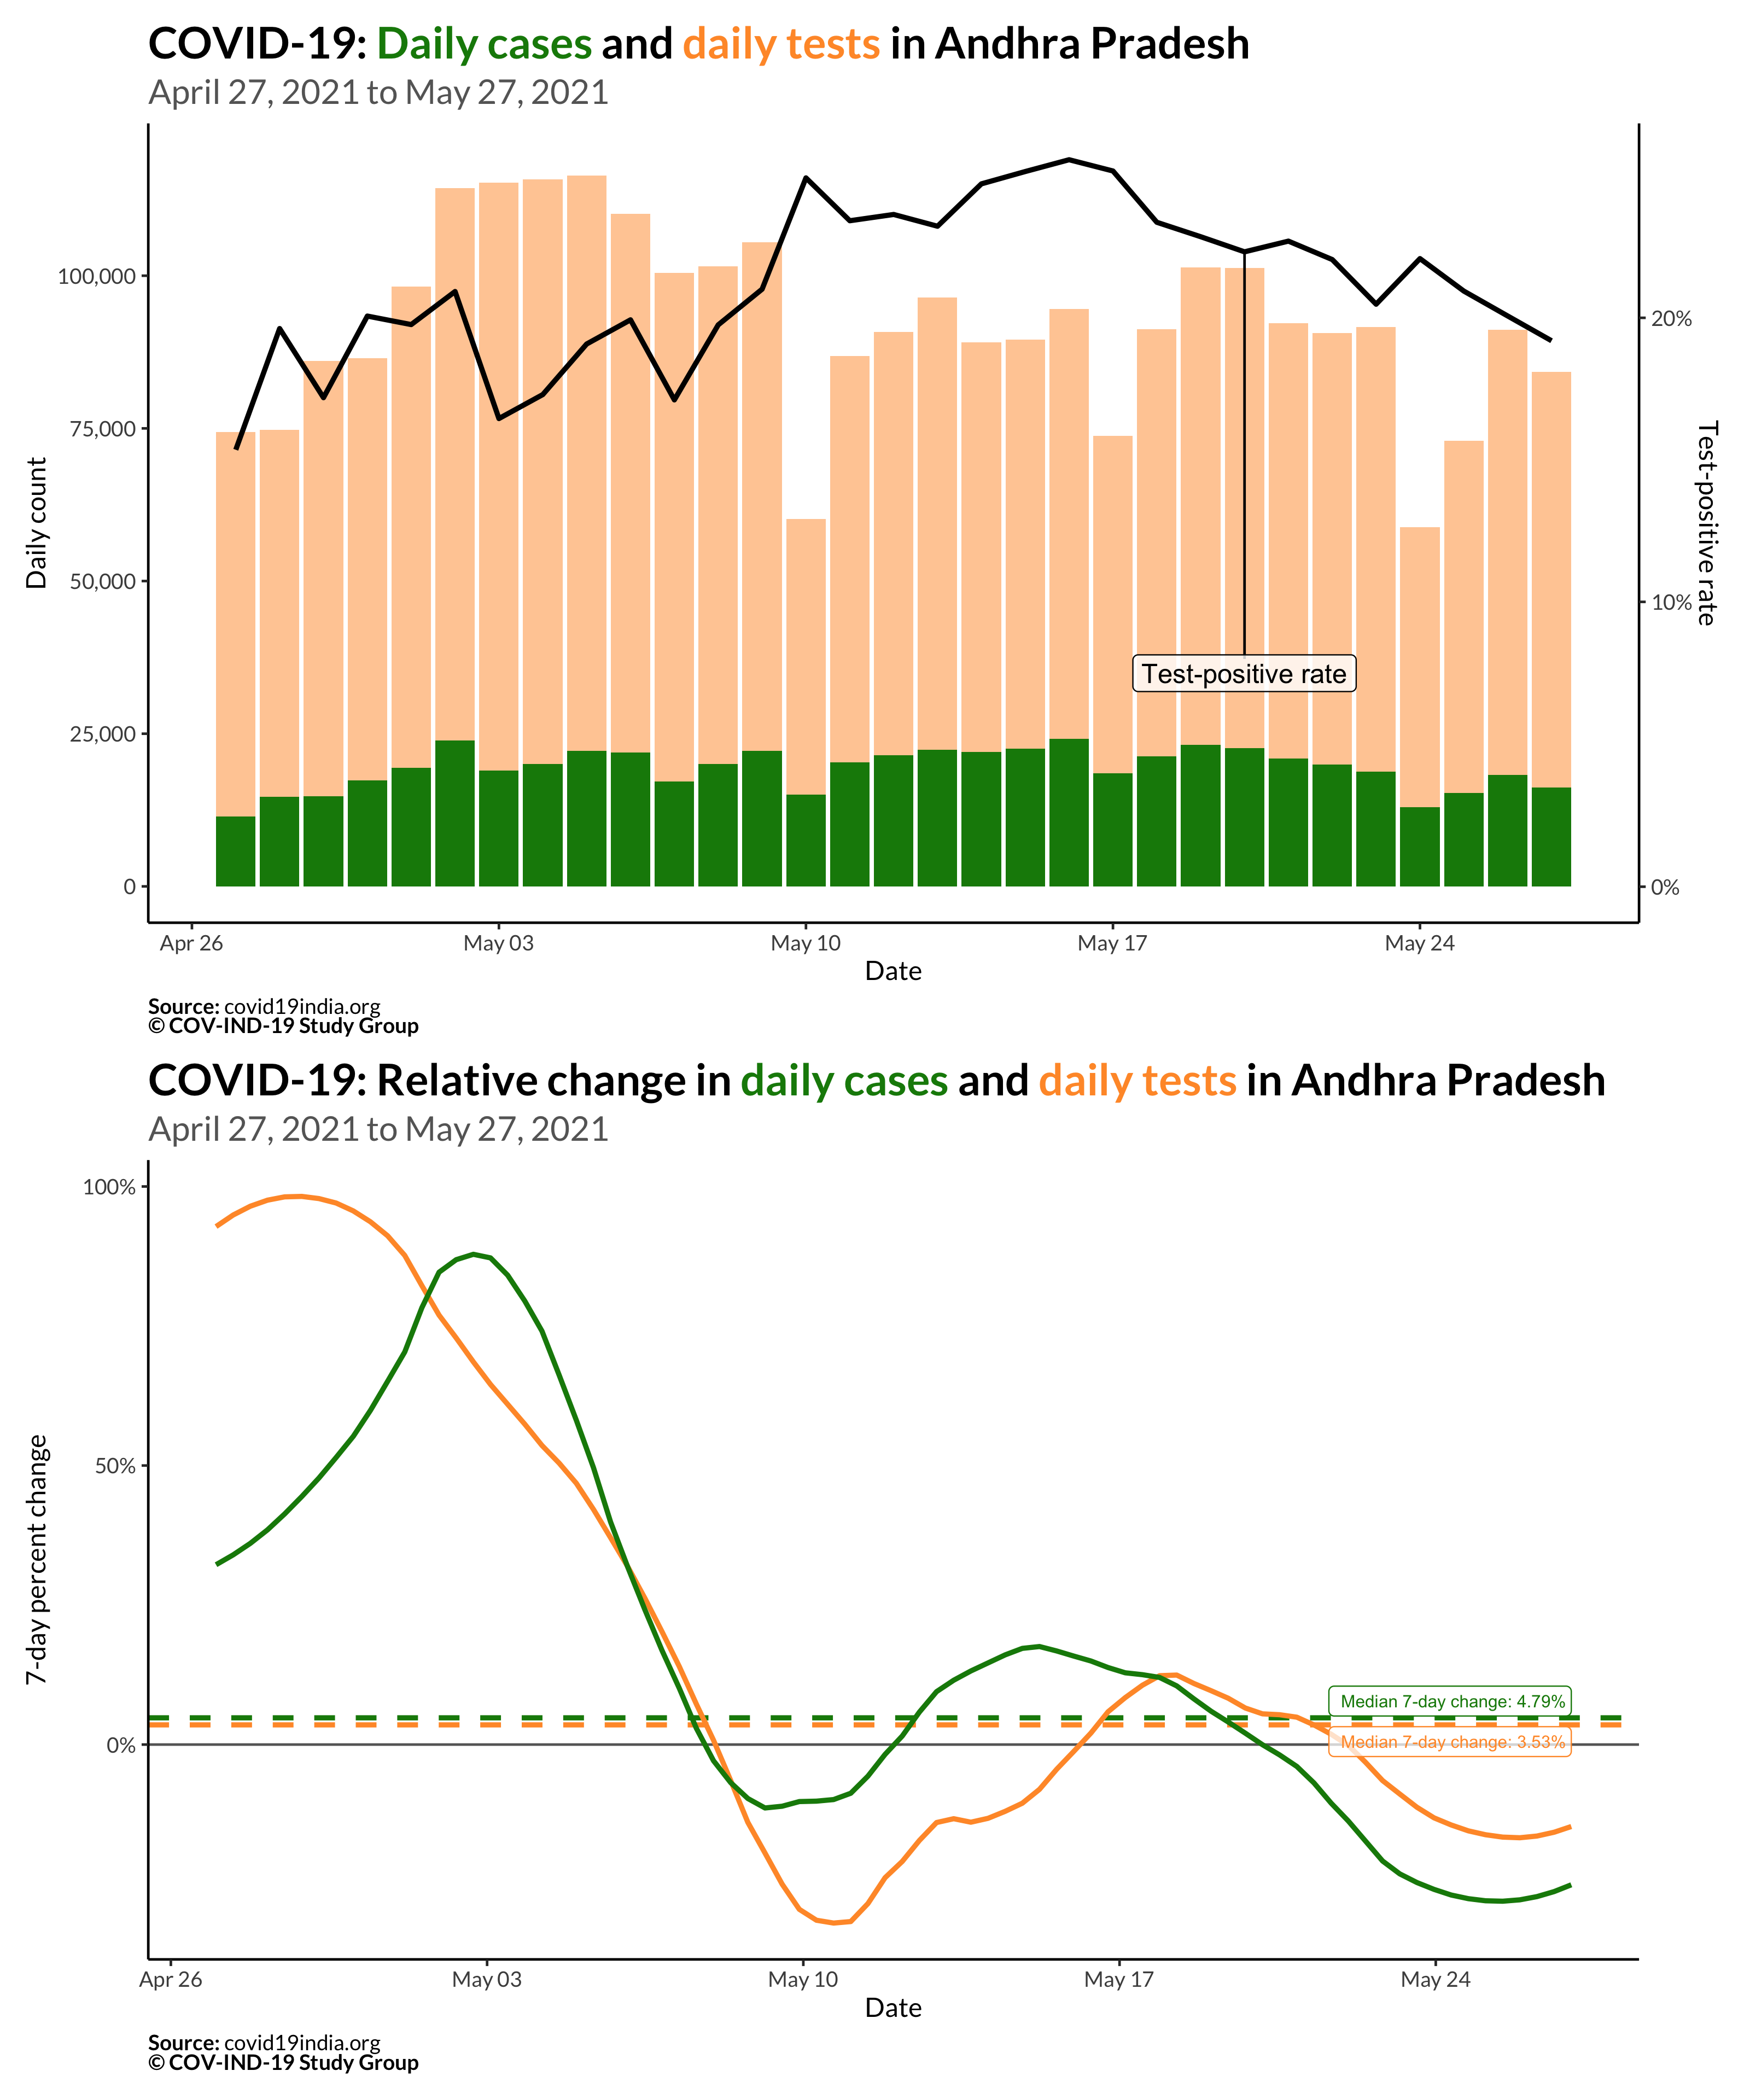 COVID-19: Daily cases and daily tests in Andhra Pradesh
April 27, 2021 to May 27, 2021
100,000
75,000
50,000
25,000
0
Daily count
20%
10%
0%
Test-positive rate
Test-positive rate
Apr 26
May 03
May 10
May 17
May 24
Date
Source: covid19india.org
© COV-IND-19 Study Group
COVID-19: Relative change in daily cases and daily tests in Andhra Pradesh
April 27, 2021 to May 27, 2021
100%
50%
0%
7-day percent change
Median 7-day change: 4.79%
Median 7-day change: 3.53%
Apr 26
May 03
May 10
May 17
May 24
Date
Source: covid19india.org
© COV-IND-19 Study Group